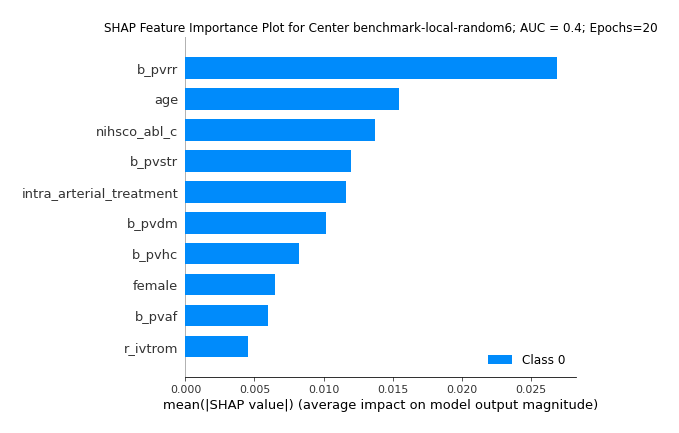 SHAP Feature Importance Plot for Center benchmark-local-random6; AUC = 0.4; Epochs=20
b_pvrr
age
nihsco_abl_c
b_pvstr
intra_arterial_treatment
b_pvdm
b_pvhc
female
b_pvaf
r_ivtrom
Class 0
0.000 0.005 0.010 0.015 0.020 0.025
mean(|SHAP value|) (average impact on model output magnitude)